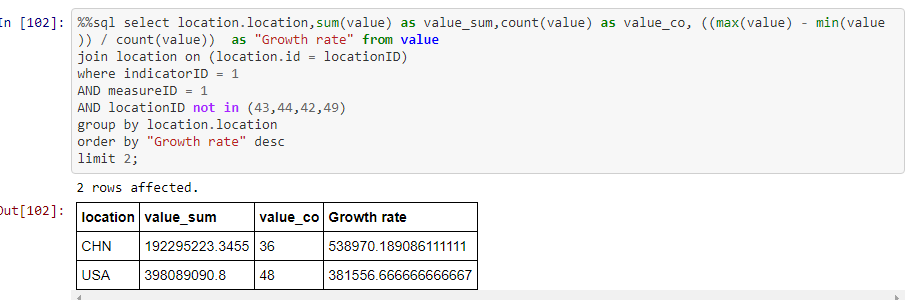 In [102]: %%sql select location.location,sum(value) as value_sum,count(value) as value_co, ((max(value) - min(value
)) / count(value))  as "Growth rate" from value
join location on (location.id = locationID)
where indicatorID = 1
AND measureID = 1
AND locationID not in (43,44,42,49)
group by location.location
order by "Growth rate" desc
limit 2;
2 rows affected.
Out[102]: location value_sum value_co Growth rate
CHN 192295223.3455 36 538970.189086111111
USA 398089090.8 48 381556.666666666667